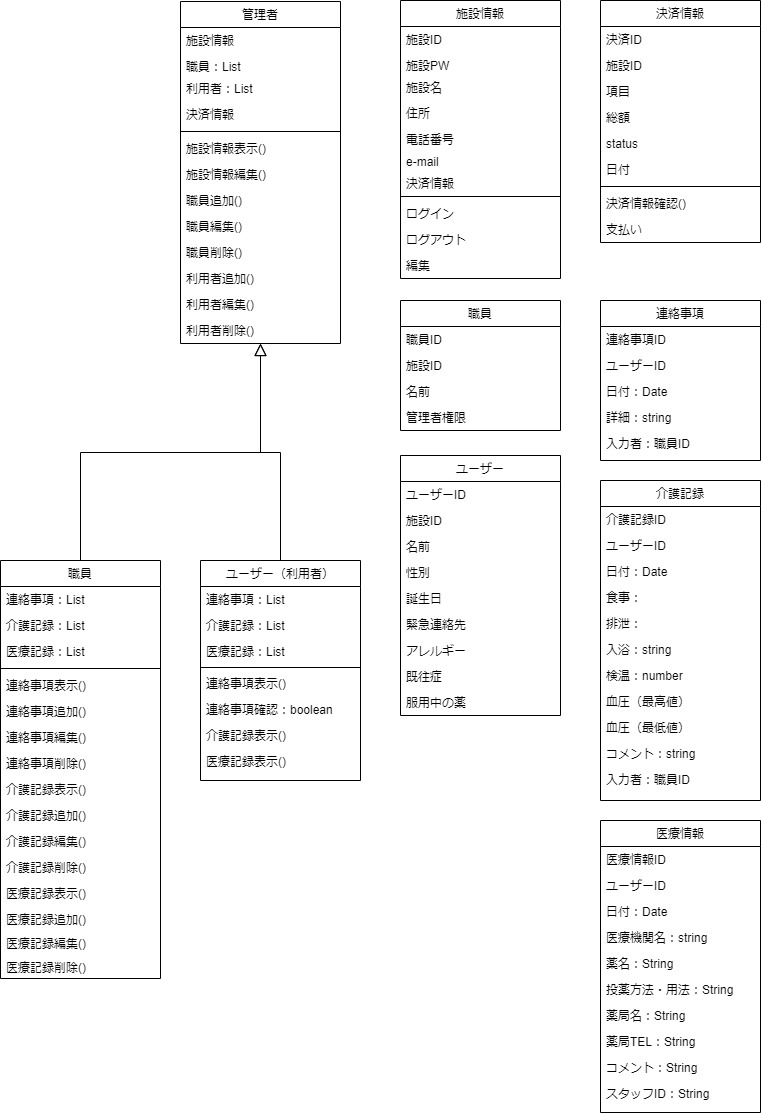 管理者
施設情報
職員：List
利用者：List
決済情報
施設情報表示()
施設情報編集()
職員追加()
職員編集()
職員削除()
利用者追加()
利用者編集()
利用者削除()
職員
連絡事項：List
介護記録：List
医療記録：List
連絡事項表示()
連絡事項追加()
連絡事項編集()
連絡事項削除()
介護記録表示()
介護記録追加()
介護記録編集()
介護記録削除()
医療記録表示()
医療記録追加()
医療記録編集()
医療記録削除()
ユーザー（利用者）
連絡事項：List
介護記録：List
医療記録：List
連絡事項表示()
連絡事項確認：boolean
介護記録表示()
医療記録表示()
施設情報
施設ID
施設PW
施設名
住所
電話番号
e-mail
決済情報
ログイン
ログアウト
編集
職員
職員ID
施設ID
名前
管理者権限
ユーザー
ユーザーID
施設ID
名前
性別
誕生日
緊急連絡先
アレルギー
既往症
服用中の薬
決済情報
決済ID
施設ID
項目
総額
status
日付
決済情報確認()
支払い
連絡事項
連絡事項ID
ユーザーID
日付：Date
詳細：string
入力者：職員ID
介護記録
介護記録ID
ユーザーID
日付：Date
食事：
排泄：
入浴：string
検温：number
血圧（最高値）
血圧（最低値）
コメント：string
入力者：職員ID
医療情報
医療情報ID
ユーザーID
日付：Date
医療機関名：string
薬名：String
投薬方法・用法：String
薬局名：String
薬局TEL：String
コメント：String
スタッフID：String